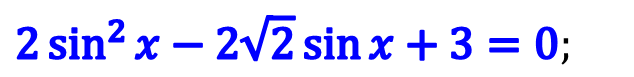 2 sin² x − 2√2 sin x + 3 = 0;